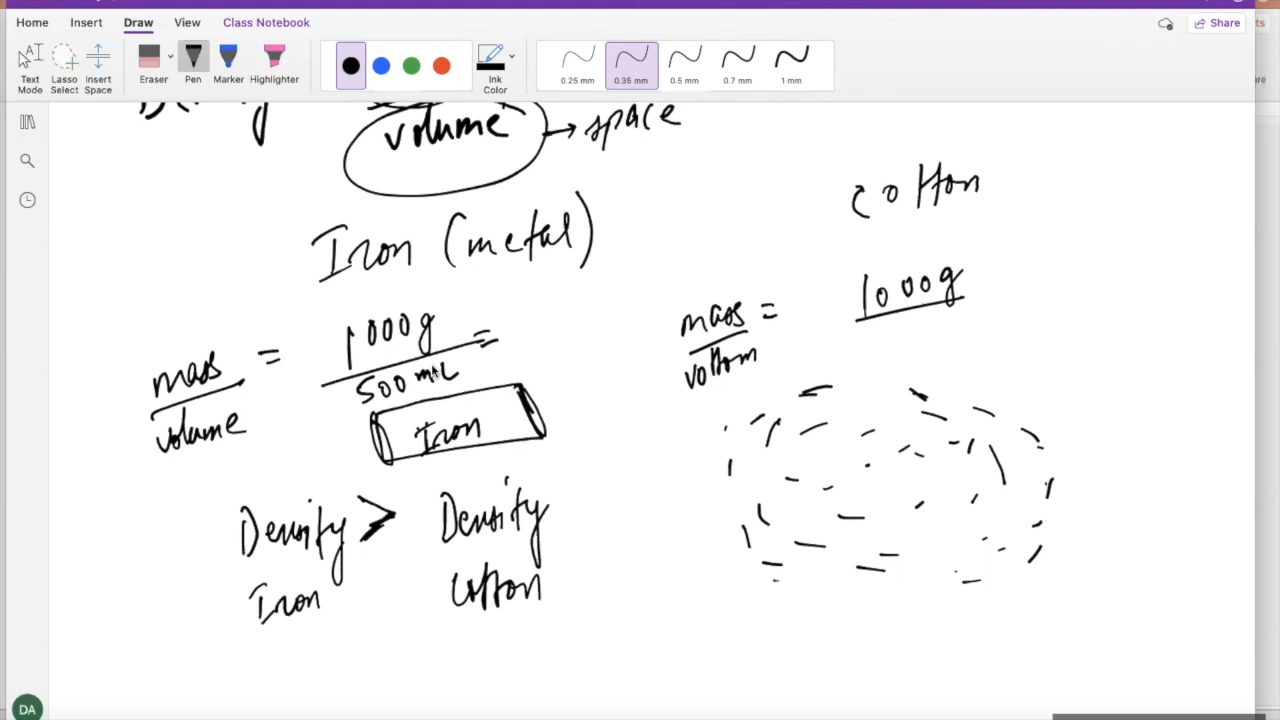 Home Insert Draw View Class Notebook
Share
Text Mode
Lasso Select
Insert Space
Eraser
Pen
Marker
Highlighter
Ink Color
0.25 mm
0.35 mm
0.5 mm
0.7 mm
1 mm
volume → space
cotton
Iron (metal)
mass = 1000g
vottom
mass = 1000g =
volume 500 mL
Iron
Density > Density
Iron cotton
DA